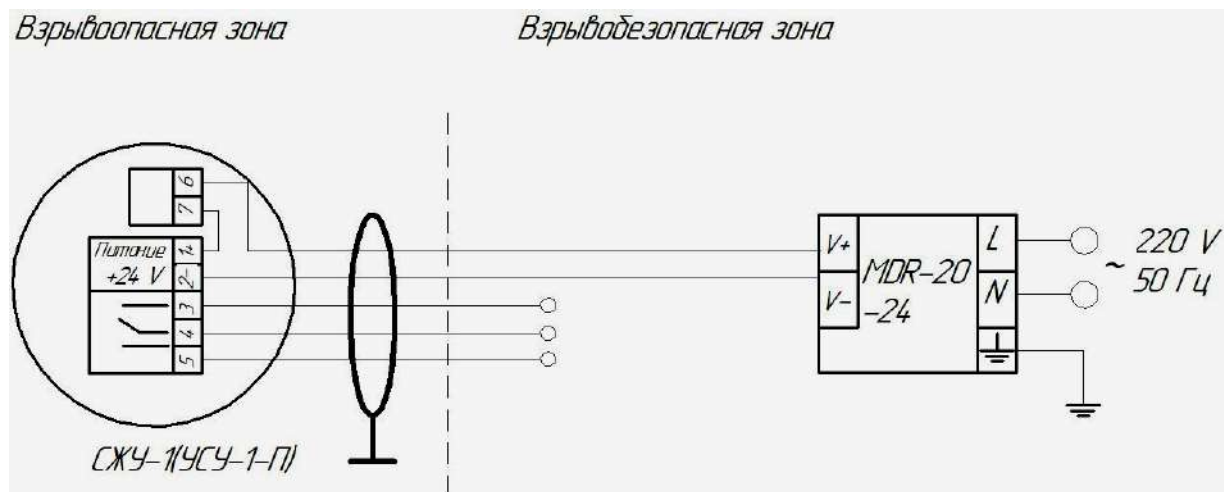 Взрывоопасная зона
Взрывобезопасная зона
6
7
Питание
+24 V
1+
2-
3
4
5
V+
V-
MDR-20
-24
L
N
220 V
~
50 Гц
СЖУ-1(УСУ-1-П)